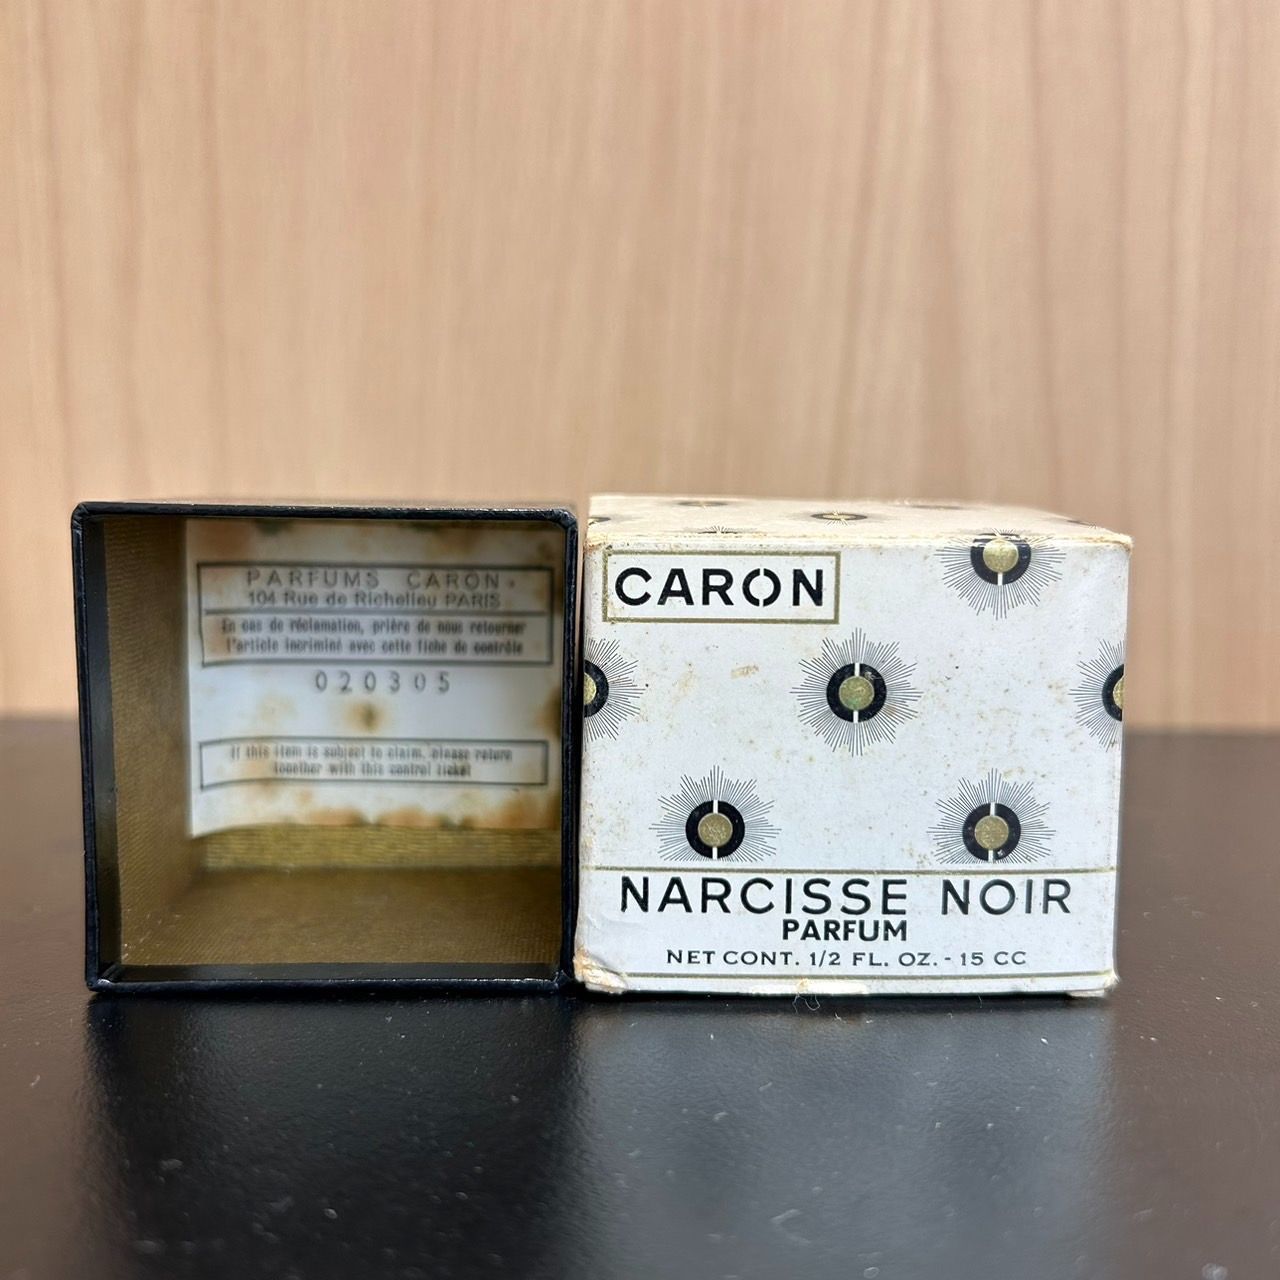 PARFUMS CARON
104 Rue de Richelieu PARIS
En cas de réclamation, prière de nous retourner
l'article incriminé avec cette fiche de contrôle
020305
If this item is subject to claim, please return
together with this control ticket
CARON
NARCISSE NOIR
PARFUM
NET CONT. 1/2 FL. OZ. - 15 CC